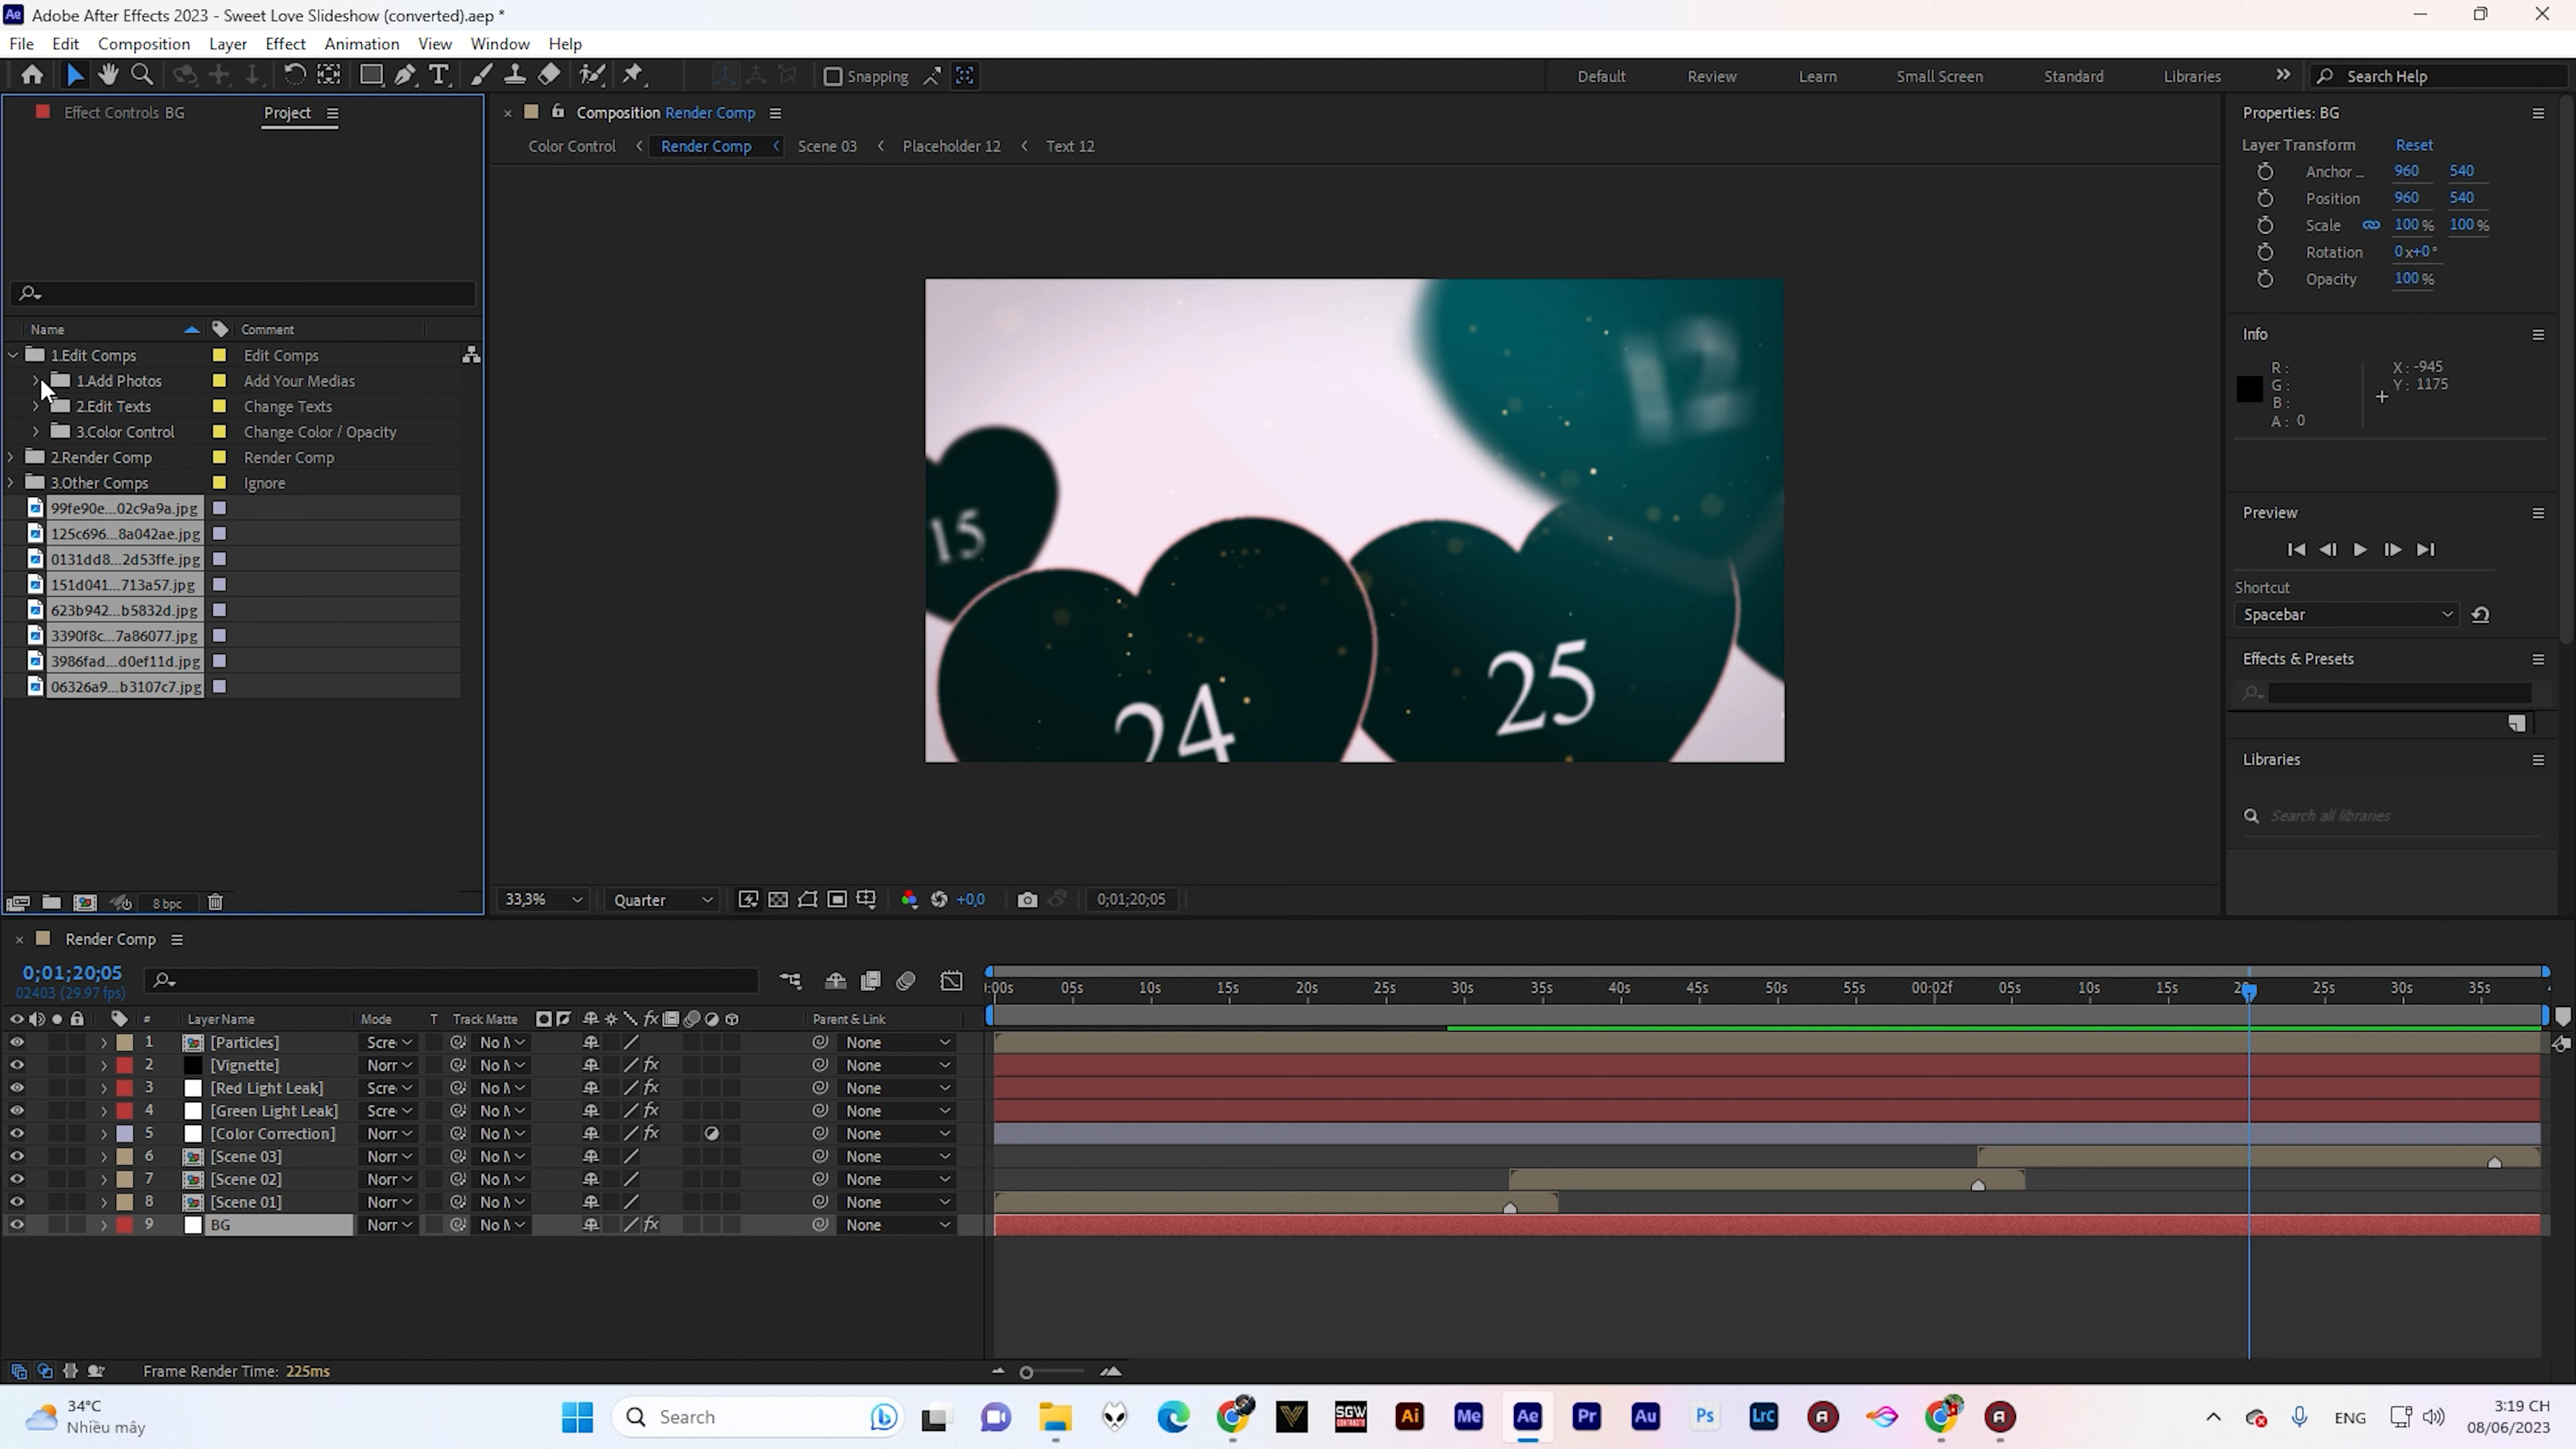 Ae Adobe After Effects 2023 - Sweet Love Slideshow (converted).aep *
File Edit Composition Layer Effect Animation View Window Help
Snapping Default Review Learn Small Screen Standard Libraries Search Help
Effect Controls BG Project
Composition Render Comp
Color Control Render Comp Scene 03 Placeholder 12 Text 12
Name Comment
1.Edit Comps Edit Comps
1.Add Photos Add Your Medias
2.Edit Texts Change Texts
3.Color Control Change Color / Opacity
2.Render Comp Render Comp
3.Other Comps Ignore
99fe90e...02c9a9a.jpg
125c696...8a042ae.jpg
0131dd8...2d53ffe.jpg
151d041...713a57.jpg
623b942...b5832d.jpg
3390f8c...7a86077.jpg
3986fad...d0ef11d.jpg
06326a9...b3107c7.jpg
8 bpc
12
15
25
24
33,3% Quarter +0,0 0;01;20;05
Properties: BG
Layer Transform Reset
Anchor ... 960 540
Position 960 540
Scale 100 % 100 %
Rotation 0x+0°
Opacity 100 %
Info
R :
G :
B :
A : 0
X : -945
Y : 1175
Preview
Shortcut
Spacebar
Effects & Presets
Libraries
Search all libraries
Render Comp
0;01;20;05
02403 (29.97 fps)
:00s 05s 10s 15s 20s 25s 30s 35s 40s 45s 50s 55s 00:02f 05s 10s 15s 25s 30s 35s
# Layer Name Mode T Track Matte Parent & Link
1 [Particles] Scre No M None
2 [Vignette] Norr No M None
3 [Red Light Leak] Scre No M None
4 [Green Light Leak] Scre No M None
5 [Color Correction] Norr No M None
6 [Scene 03] Norr No M None
7 [Scene 02] Norr No M None
8 [Scene 01] Norr No M None
9 BG Norr No M None
Frame Render Time: 225ms
34°C
Nhiều mây
Search
SGW
Ai Me Ae Pr Au Ps Lrc
ENG
3:19 CH
08/06/2023